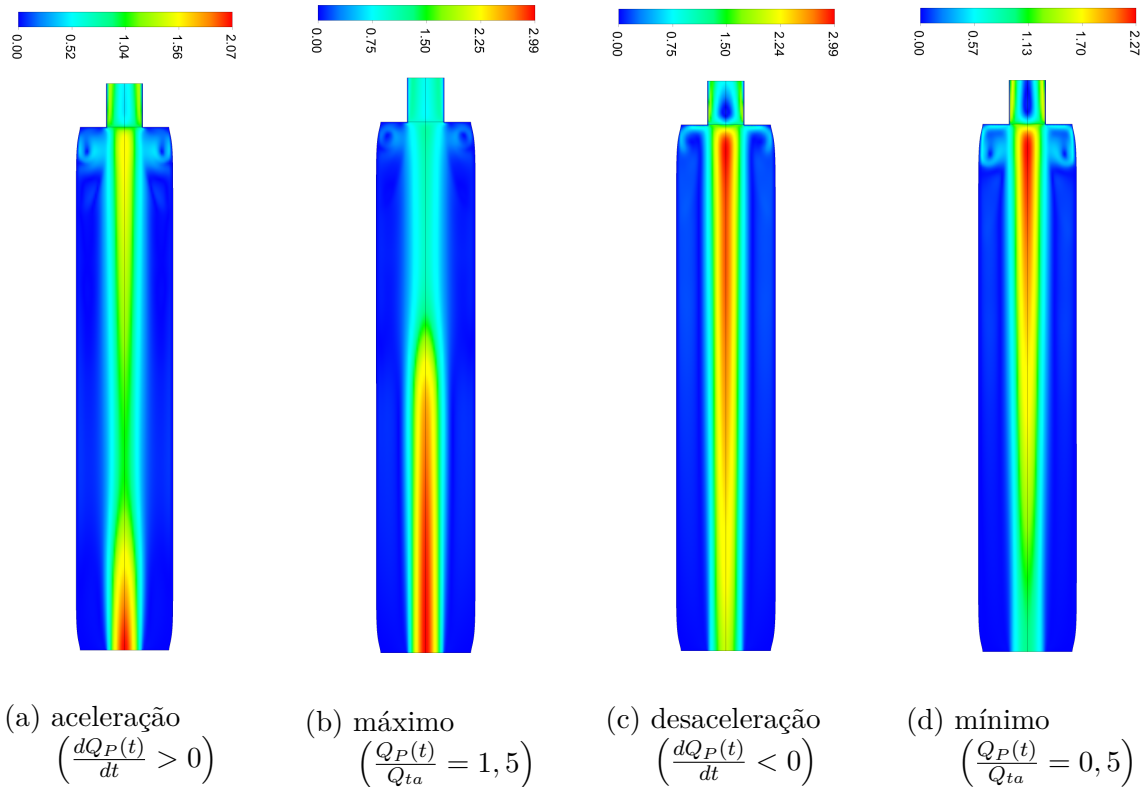 0.00 0.52 1.04 1.56 2.07
0.00 0.75 1.50 2.25 2.99
0.00 0.75 1.50 2.24 2.99
0.00 0.57 1.13 1.70 2.27
(a) aceleração
(dQ_P(t)/dt > 0)
(b) máximo
(Q_P(t)/Q_ta = 1, 5)
(c) desaceleração
(dQ_P(t)/dt < 0)
(d) mínimo
(Q_P(t)/Q_ta = 0, 5)